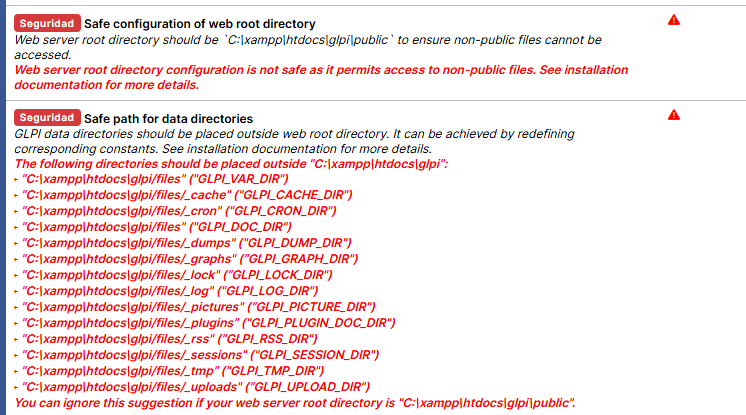 Seguridad Safe configuration of web root directory
Web server root directory should be `C:\xampp\htdocs\glpi\public` to ensure non-public files cannot be
accessed.
Web server root directory configuration is not safe as it permits access to non-public files. See installation
documentation for more details.
Seguridad Safe path for data directories
GLPI data directories should be placed outside web root directory. It can be achieved by redefining
corresponding constants. See installation documentation for more details.
The following directories should be placed outside "C:\xampp\htdocs\glpi":
‣ "C:\xampp\htdocs\glpi/files" ("GLPI_VAR_DIR")
‣ "C:\xampp\htdocs\glpi/files/_cache" ("GLPI_CACHE_DIR")
‣ "C:\xampp\htdocs\glpi/files/_cron" ("GLPI_CRON_DIR")
‣ "C:\xampp\htdocs\glpi/files" ("GLPI_DOC_DIR")
‣ "C:\xampp\htdocs\glpi/files/_dumps" ("GLPI_DUMP_DIR")
‣ "C:\xampp\htdocs\glpi/files/_graphs" ("GLPI_GRAPH_DIR")
‣ "C:\xampp\htdocs\glpi/files/_lock" ("GLPI_LOCK_DIR")
‣ "C:\xampp\htdocs\glpi/files/_log" ("GLPI_LOG_DIR")
‣ "C:\xampp\htdocs\glpi/files/_pictures" ("GLPI_PICTURE_DIR")
‣ "C:\xampp\htdocs\glpi/files/_plugins" ("GLPI_PLUGIN_DOC_DIR")
‣ "C:\xampp\htdocs\glpi/files/_rss" ("GLPI_RSS_DIR")
‣ "C:\xampp\htdocs\glpi/files/_sessions" ("GLPI_SESSION_DIR")
‣ "C:\xampp\htdocs\glpi/files/_tmp" ("GLPI_TMP_DIR")
‣ "C:\xampp\htdocs\glpi/files/_uploads" ("GLPI_UPLOAD_DIR")
You can ignore this suggestion if your web server root directory is "C:\xampp\htdocs\glpi\public".